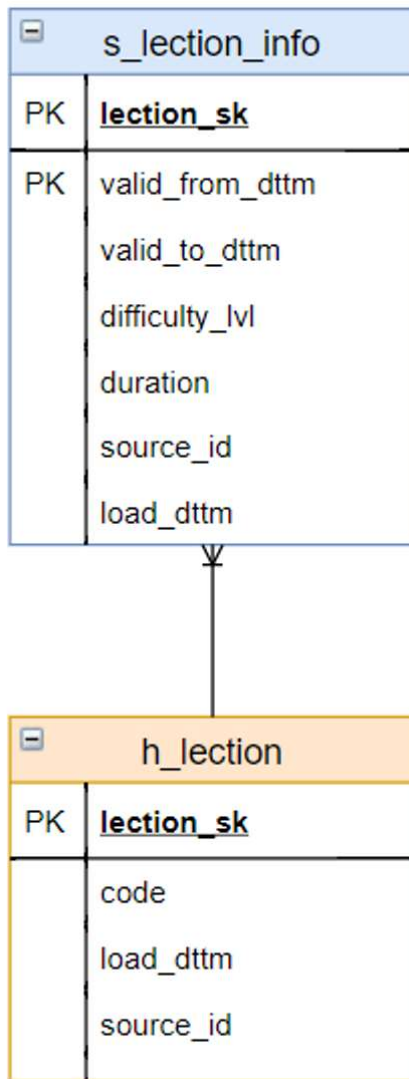 s_lection_info
PK lection_sk
PK valid_from_dttm
valid_to_dttm
difficulty_lvl
duration
source_id
load_dttm
h_lection
PK lection_sk
code
load_dttm
source_id